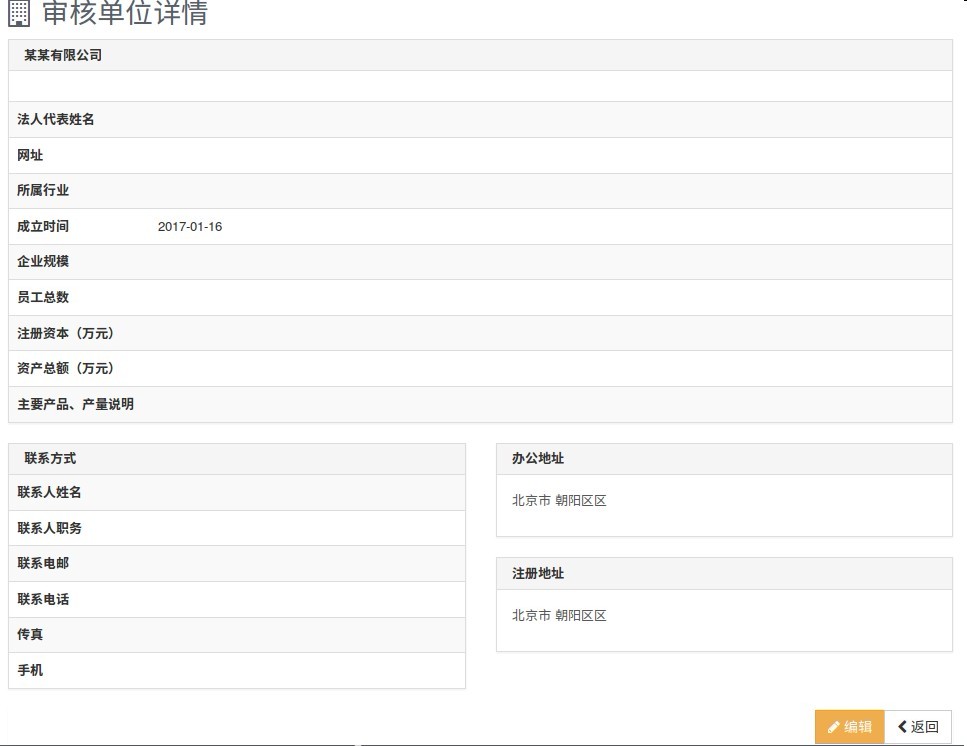 审核单位详情
某某有限公司
法人代表姓名
网址
所属行业
成立时间 2017-01-16
企业规模
员工总数
注册资本（万元）
资产总额（万元）
主要产品、产量说明
联系方式
联系人姓名
联系人职务
联系电邮
联系电话
传真
手机
办公地址
北京市 朝阳区区
注册地址
北京市 朝阳区区
编辑
返回